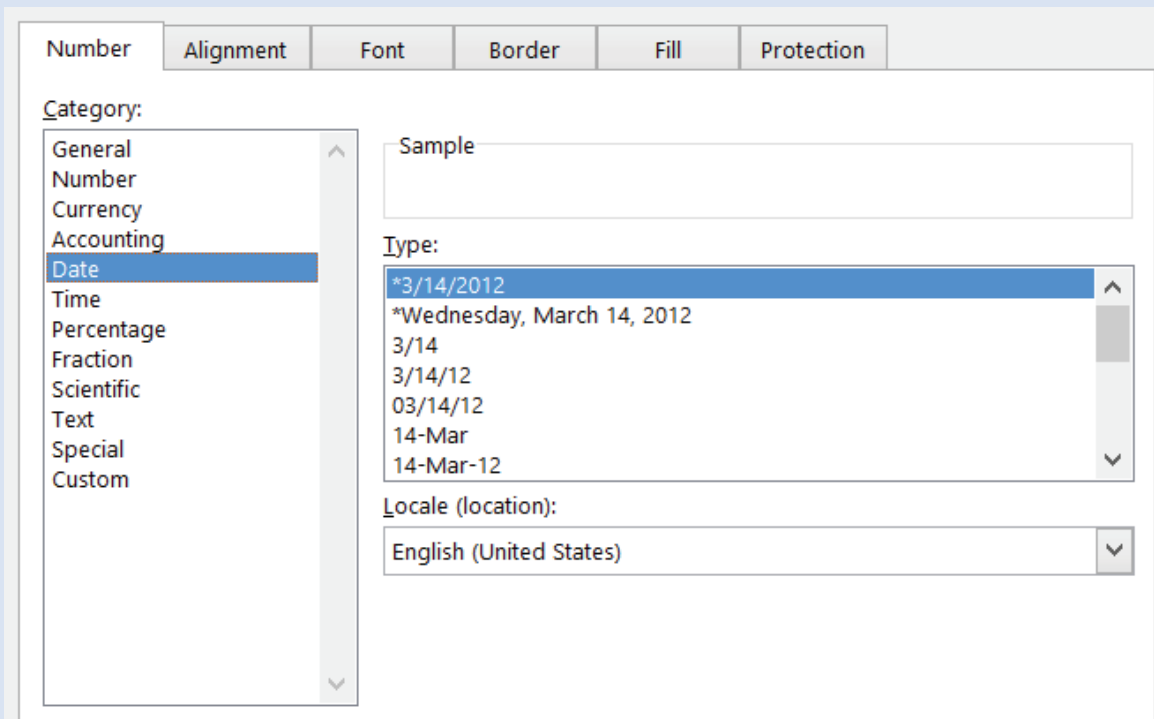 Number Alignment Font Border Fill Protection
Category:
General
Number
Currency
Accounting
Date
Time
Percentage
Fraction
Scientific
Text
Special
Custom
Sample
Type:
*3/14/2012
*Wednesday, March 14, 2012
3/14
3/14/12
03/14/12
14-Mar
14-Mar-12
Locale (location):
English (United States)